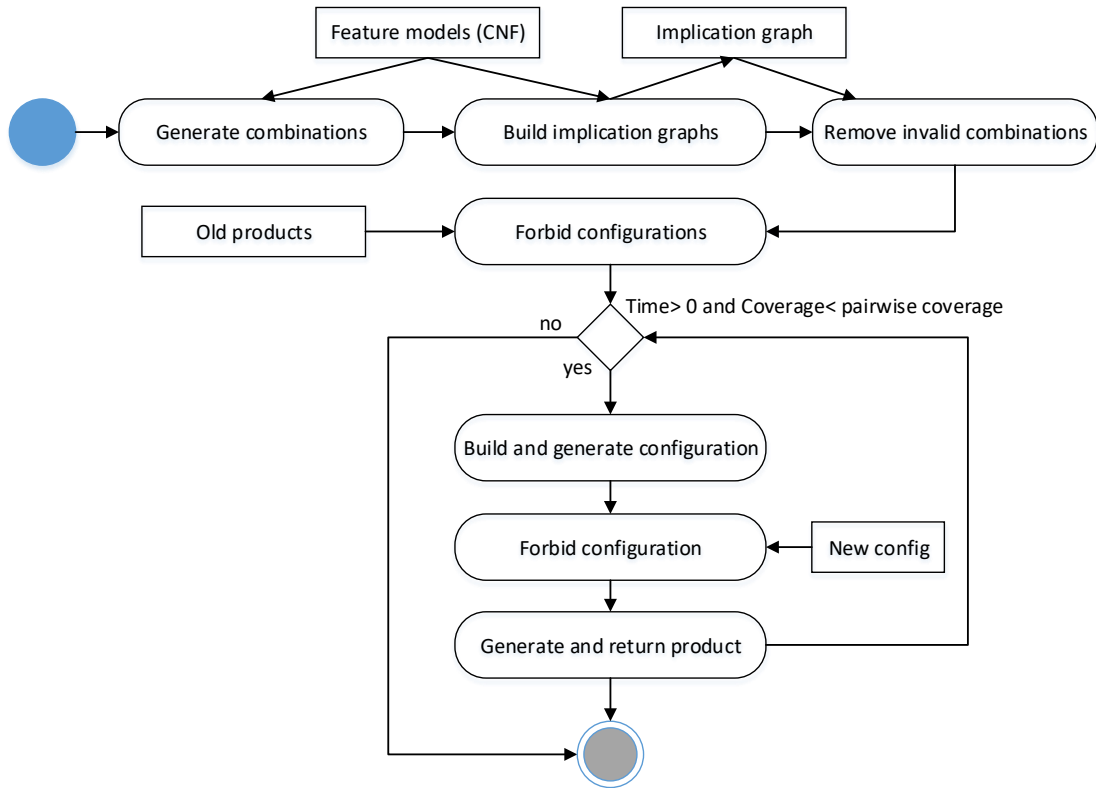 Feature models (CNF)
Implication graph
Generate combinations
Build implication graphs
Remove invalid combinations
Old products
Forbid configurations
Time> 0 and Coverage< pairwise coverage
no
yes
Build and generate configuration
Forbid configuration
New config
Generate and return product